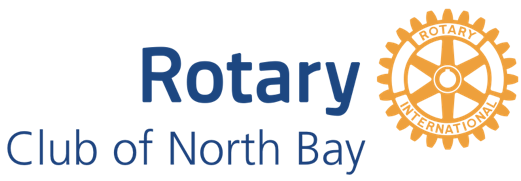 Rotary
Club of North Bay
ROTARY
INTERNATIONAL